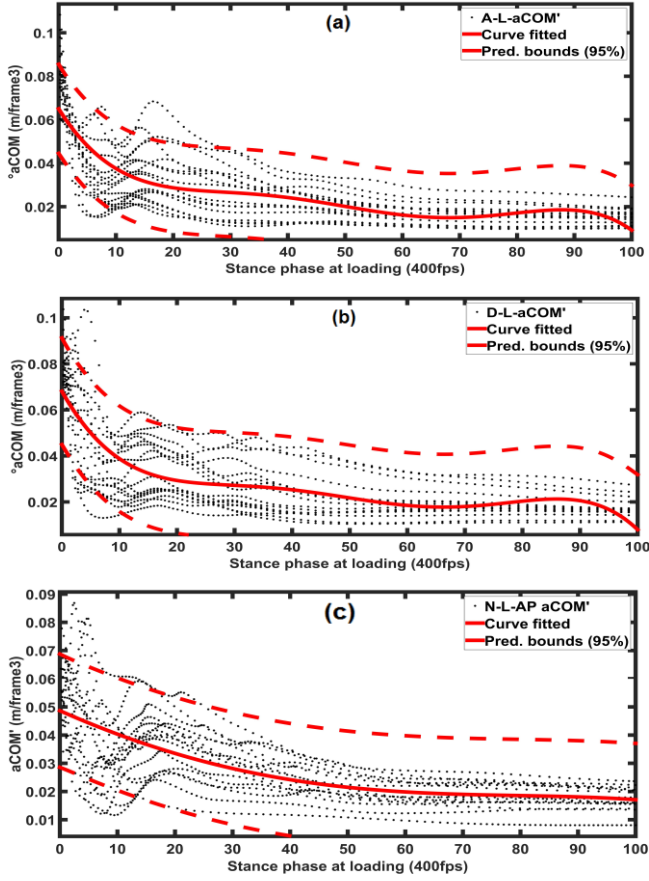 (a)
A-L-aCOM'
Curve fitted
Pred. bounds (95%)
0.1
0.08
0.06
0.04
0.02
°aCOM (m/frame3)
0 10 20 30 40 50 60 70 80 90 100
Stance phase at loading (400fps)
(b)
D-L-aCOM'
Curve fitted
Pred. bounds (95%)
0.1
0.08
0.06
0.04
0.02
°aCOM (m/frame3)
0 10 20 30 40 50 60 70 80 90 100
Stance phase at loading (400fps)
(c)
N-L-AP aCOM'
Curve fitted
Pred. bounds (95%)
0.09
0.08
0.07
0.06
0.05
0.04
0.03
0.02
0.01
aCOM' (m/frame3)
0 10 20 30 40 50 60 70 80 90 100
Stance phase at loading (400fps)